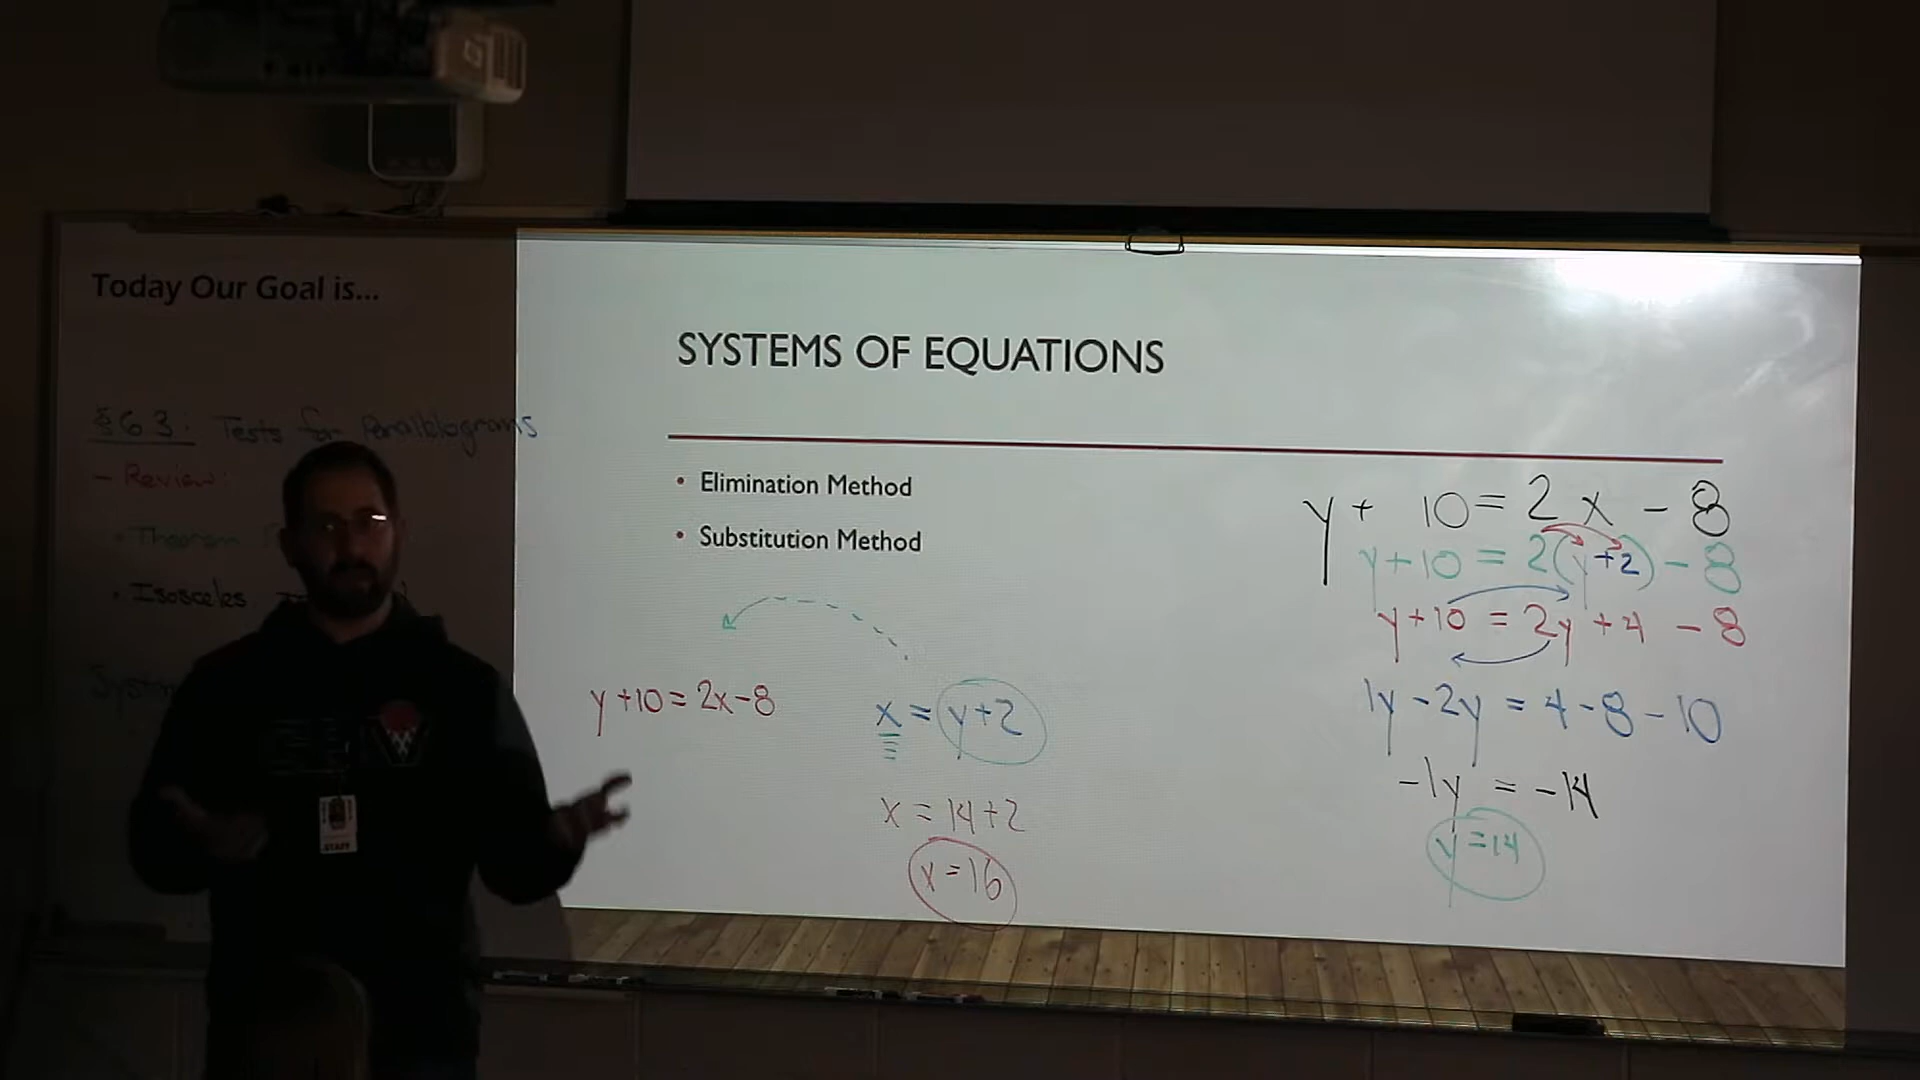 Today Our Goal is...
§6.3: Tests for Parallelograms
- Review:
• Theorem
• Isosceles
SYSTEMS OF EQUATIONS
• Elimination Method
• Substitution Method
y+10=2x-8
x = y+2
x = 14+2
x=16
y + 10 = 2x - 8
y+10 = 2(y+2) - 8
y+10 = 2y +4 - 8
1y - 2y = 4 - 8 - 10
-1y = -14
y=14
STAFF